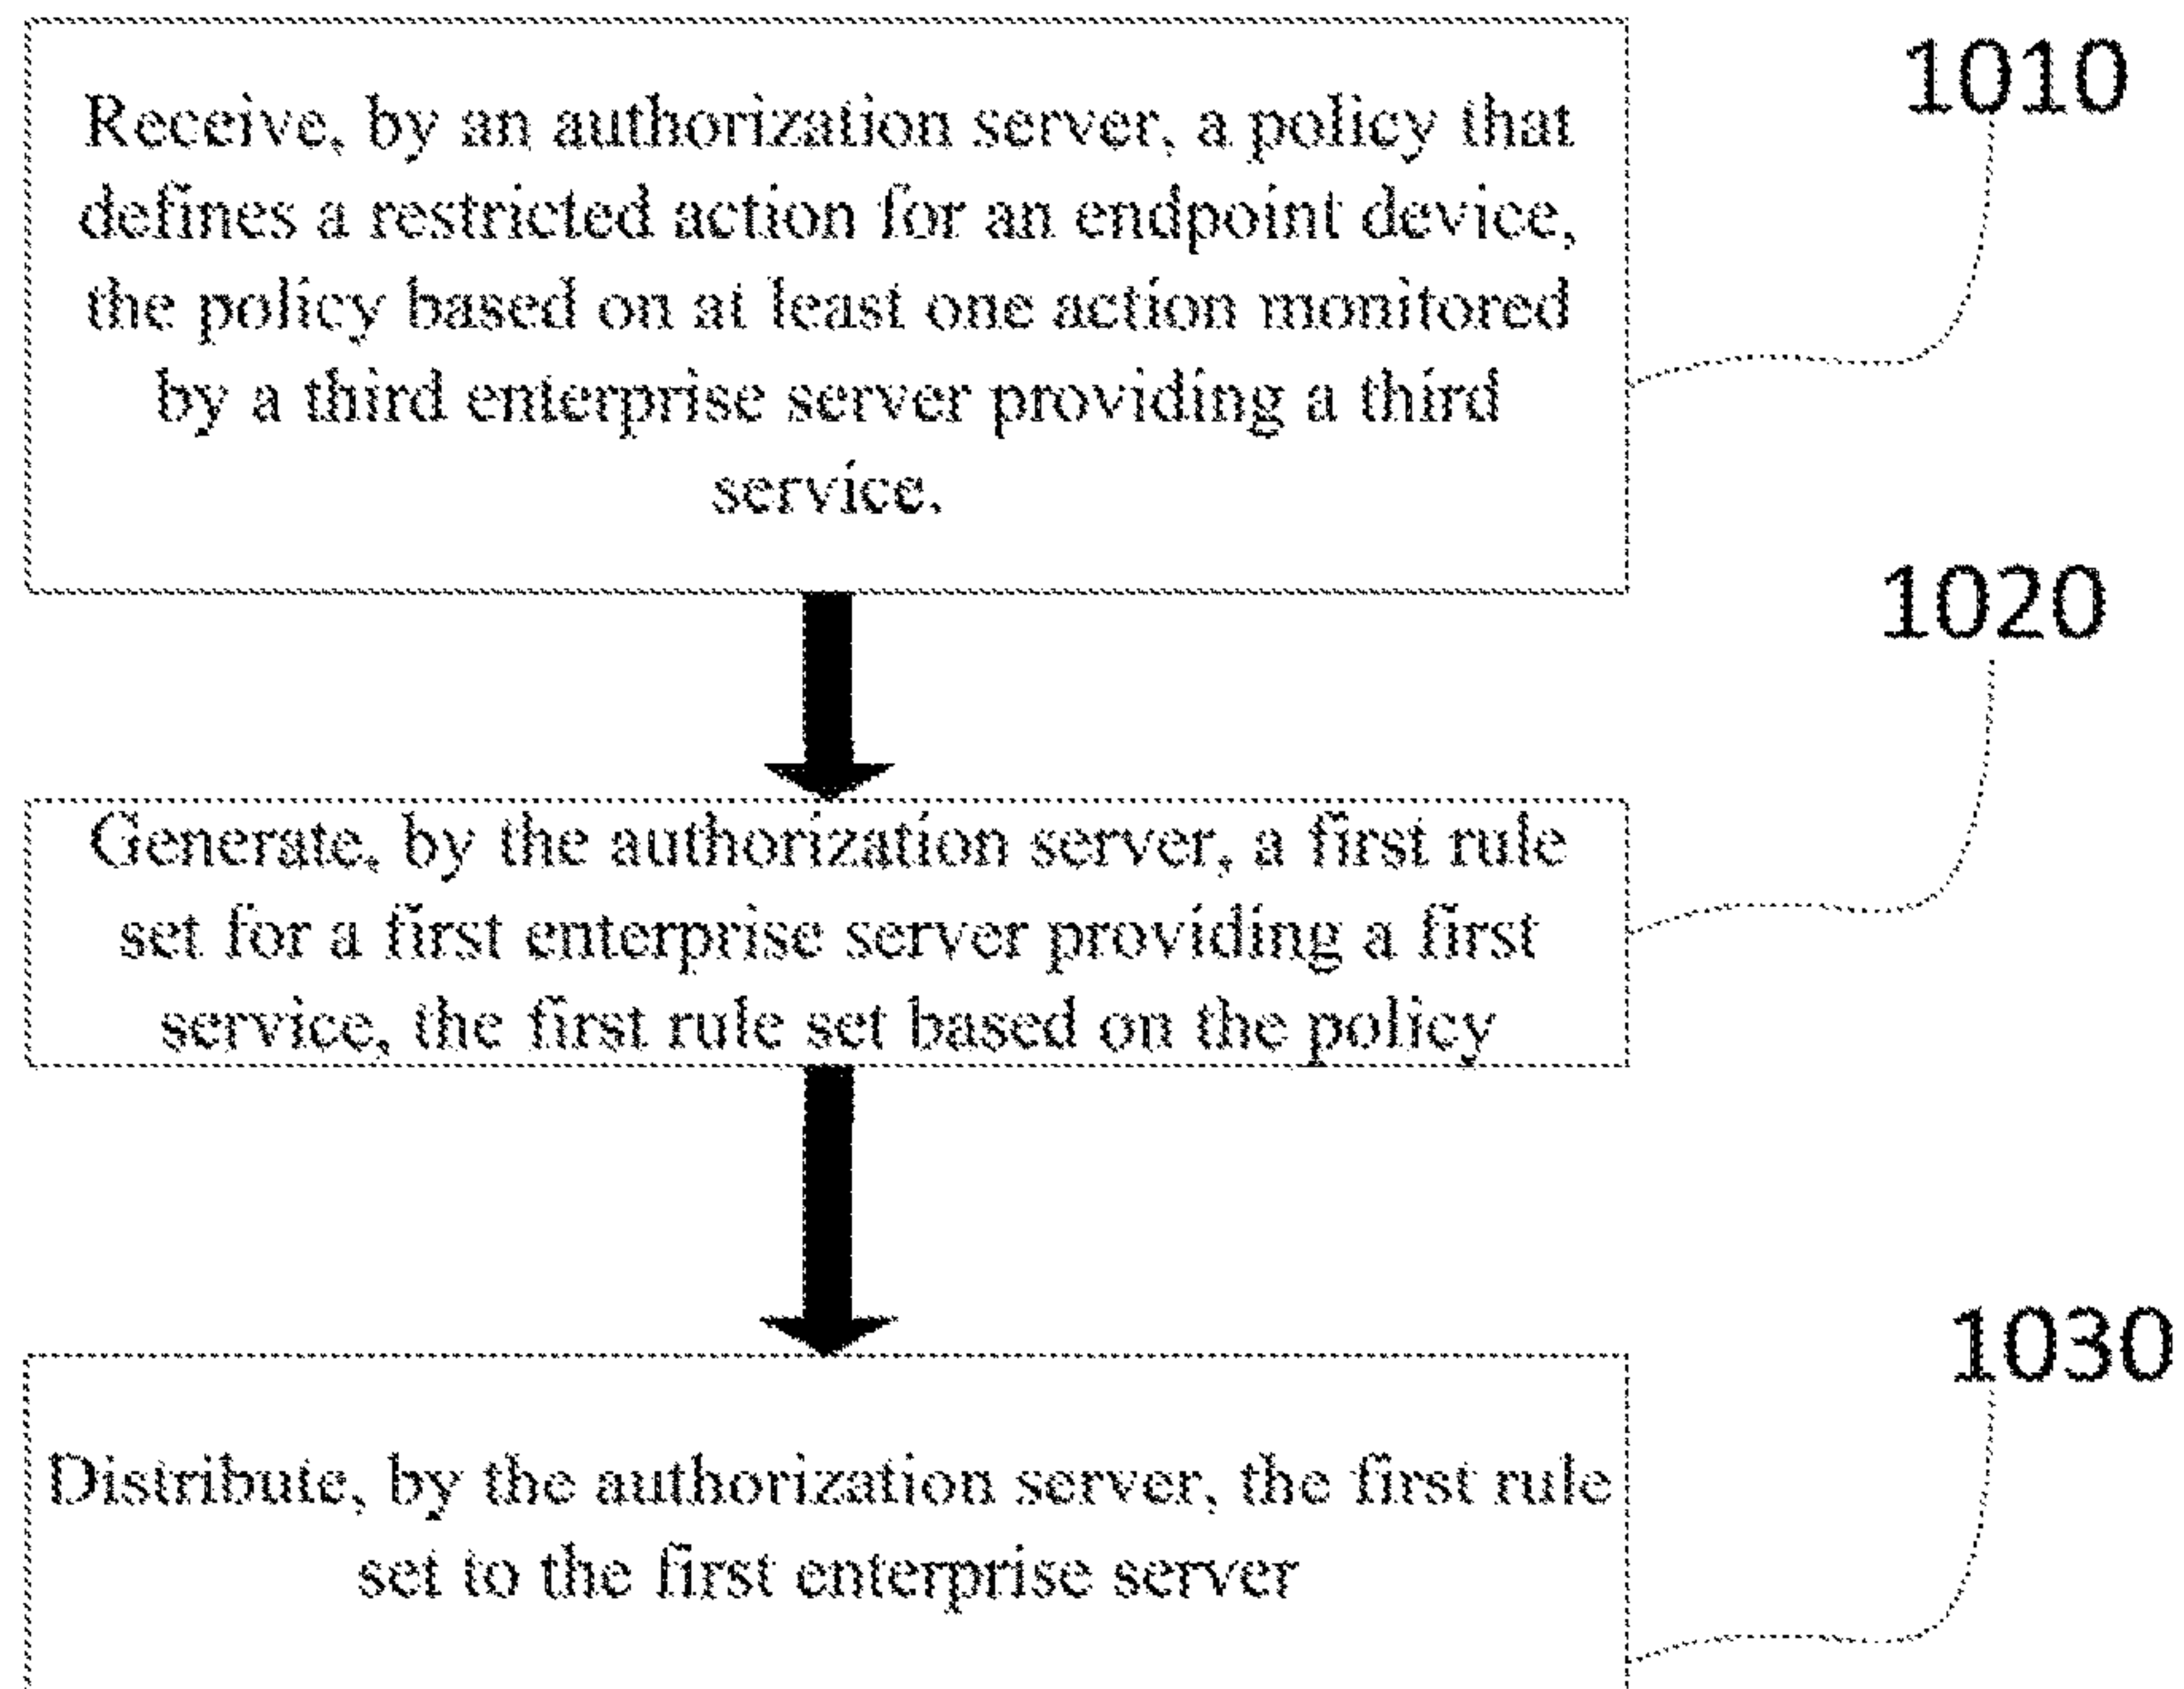 Receive, by an authorization server, a policy that
defines a restricted action for an endpoint device,
the policy based on at least one action monitored
by a third enterprise server providing a third
service.
1010
Generate, by the authorization server, a first rule
set for a first enterprise server providing a first
service, the first rule set based on the policy
1020
Distribute, by the authorization server, the first rule
set to the first enterprise server
1030